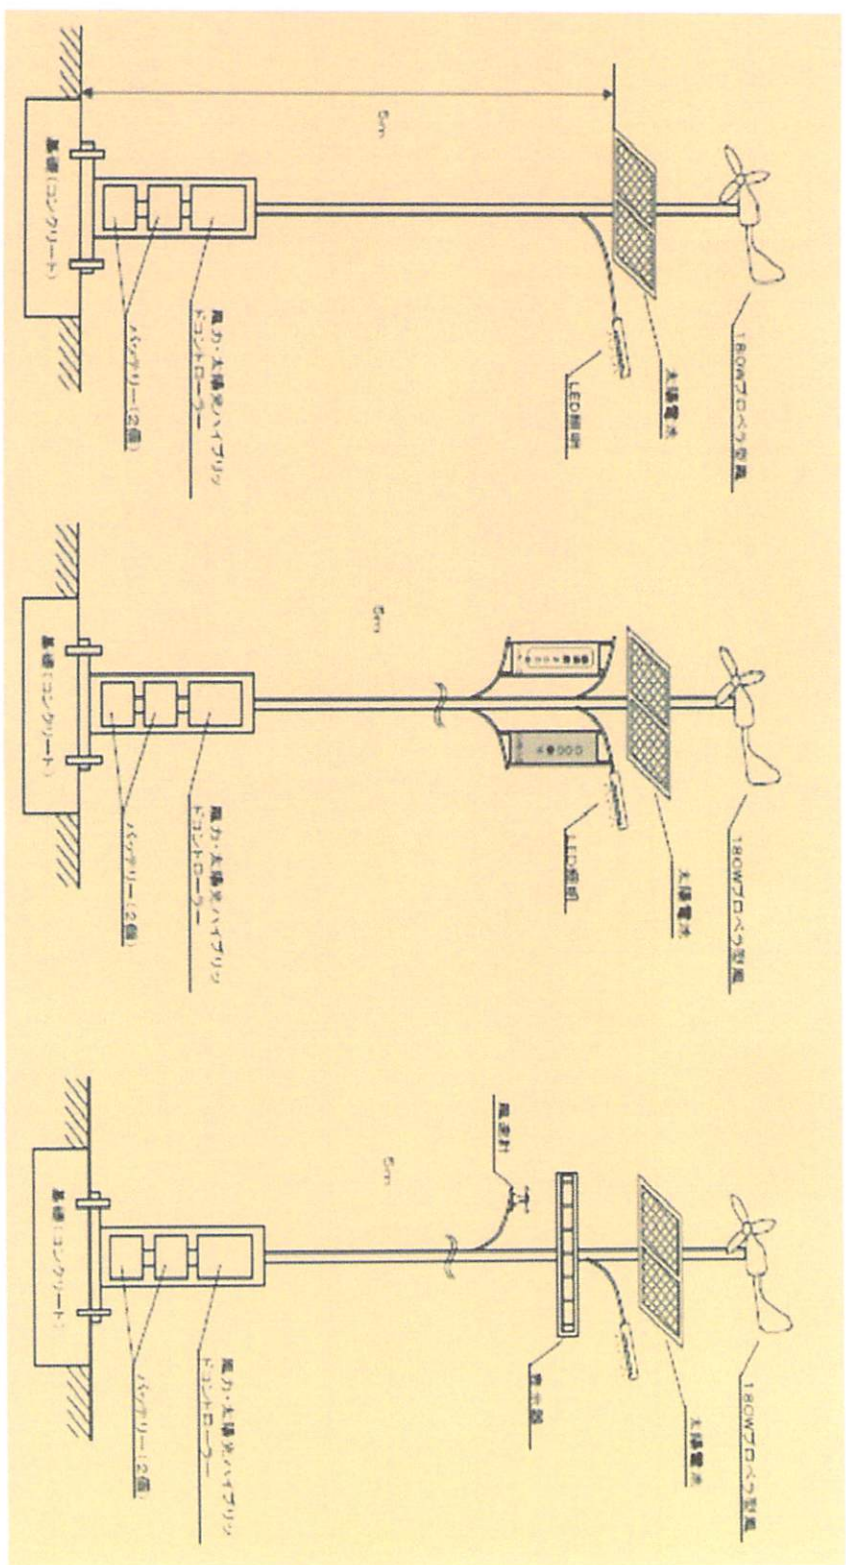 180Wプロペラ型風
太陽電池
LED照明
5m
風力・太陽光ハイブリッ
ドコントローラー
バッテリー(2個)
基礎(コンクリート)
180Wプロペラ型風
太陽電池
LED照明
5m
風力・太陽光ハイブリッ
ドコントローラー
バッテリー(2個)
基礎(コンクリート)
180Wプロペラ型風
太陽電池
表示器
風速計
5m
風力・太陽光ハイブリッ
ドコントローラー
バッテリー(2個)
基礎(コンクリート)